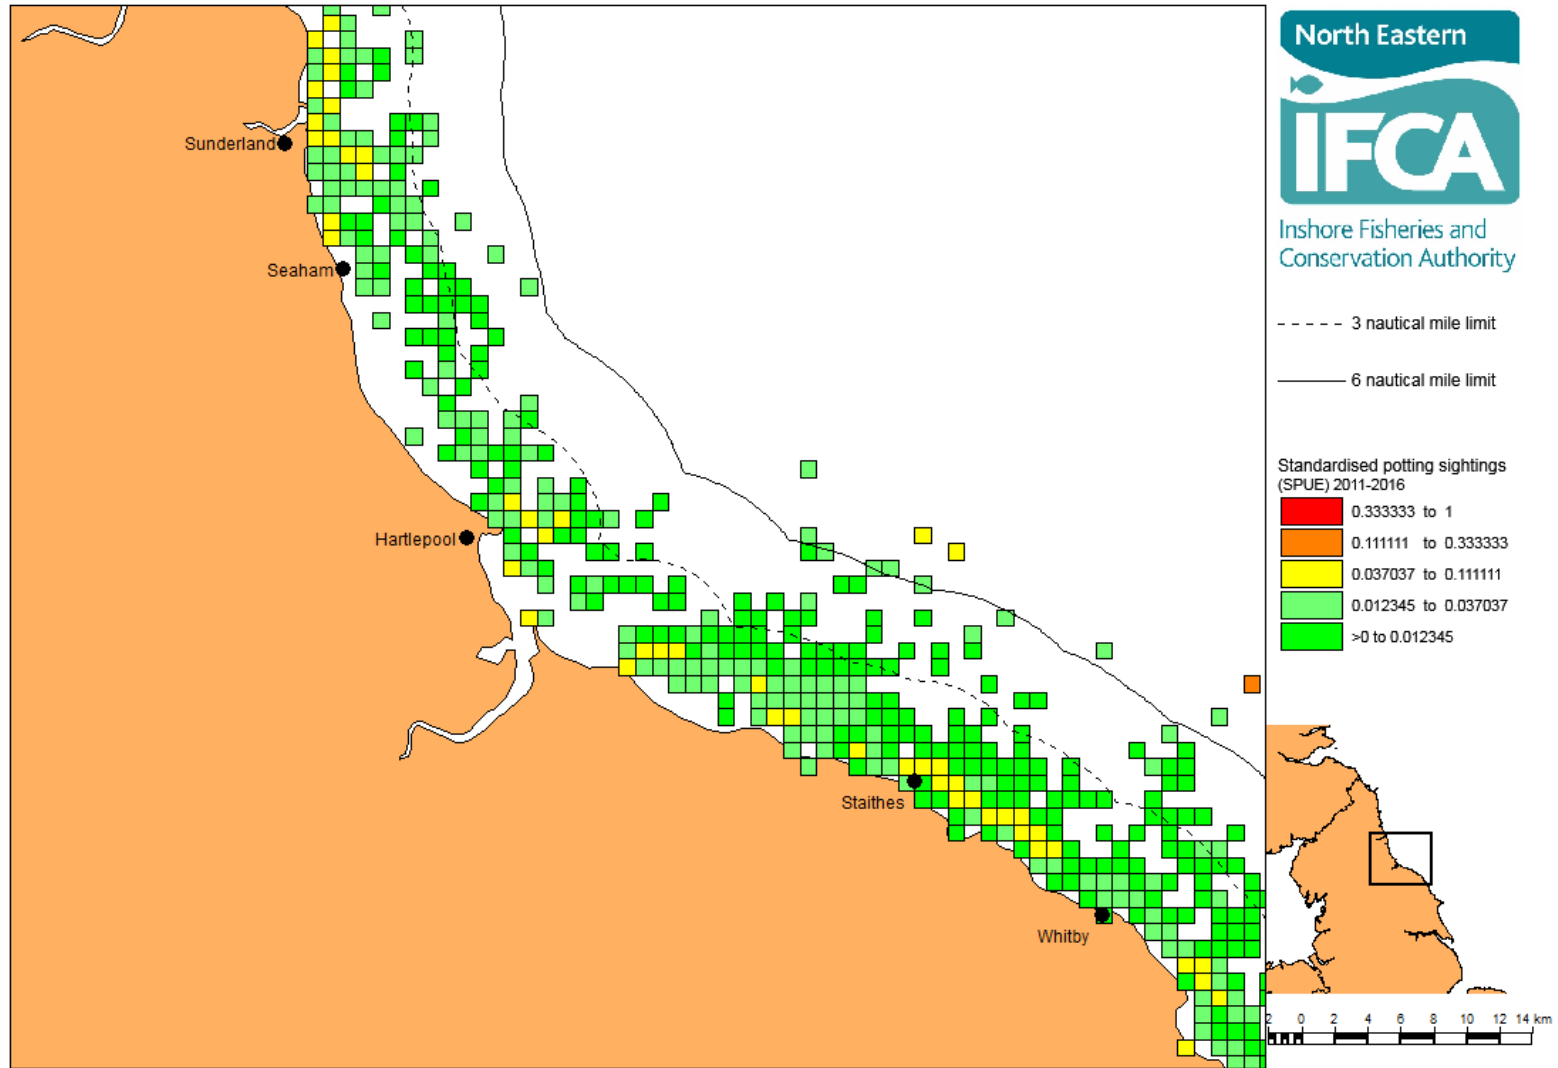 North Eastern
IFCA
Inshore Fisheries and
Conservation Authority
3 nautical mile limit
6 nautical mile limit
Standardised potting sightings
(SPUE) 2011-2016
0.333333 to 1
0.111111 to 0.333333
0.037037 to 0.111111
0.012345 to 0.037037
>0 to 0.012345
Sunderland
Seaham
Hartlepool
Staithes
Whitby
2 0 2 4 6 8 10 12 14 km